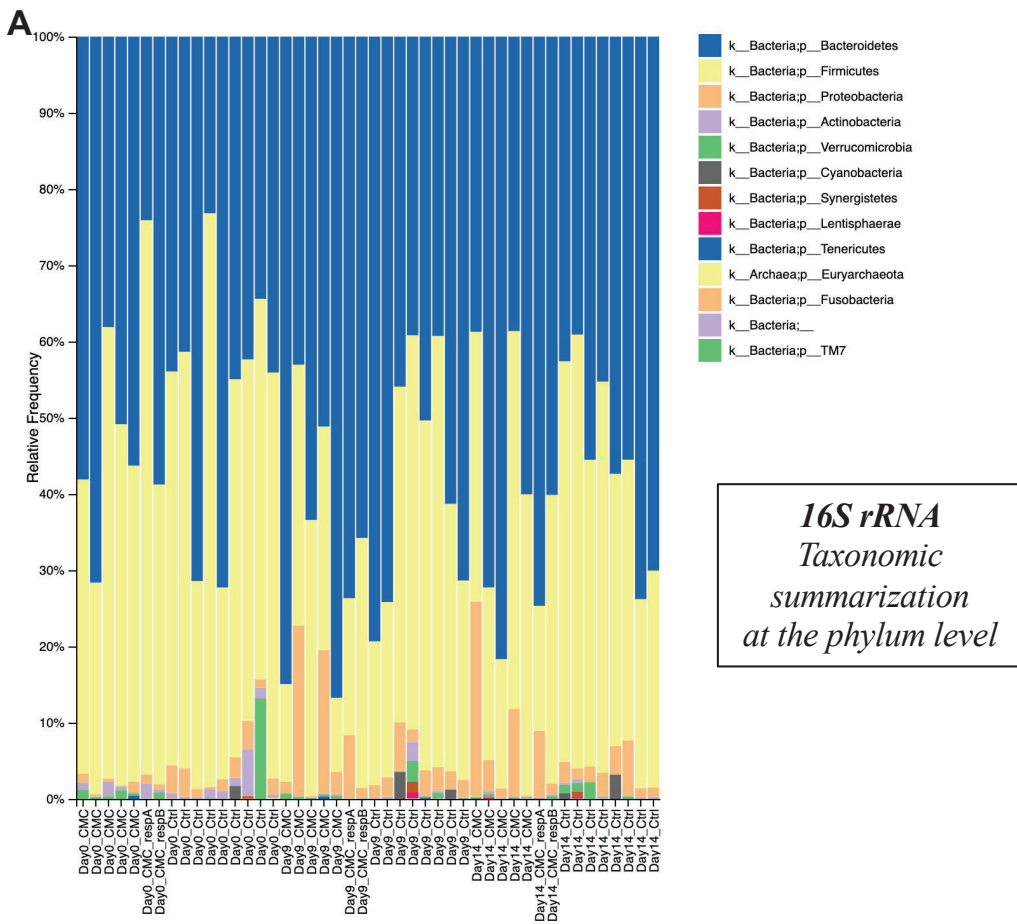 A
100%
90%
80%
70%
60%
50%
40%
30%
20%
10%
0%
Relative Frequency
Day0_CMC
Day0_CMC
Day0_CMC
Day0_CMC
Day0_CMC
Day0_CMC_respA
Day0_CMC_respB
Day0_Ctrl
Day0_Ctrl
Day0_Ctrl
Day0_Ctrl
Day0_Ctrl
Day0_Ctrl
Day0_Ctrl
Day0_Ctrl
Day0_Ctrl
Day9_CMC
Day9_CMC
Day9_CMC
Day9_CMC
Day9_CMC
Day9_CMC_respA
Day9_CMC_respB
Day9_Ctrl
Day9_Ctrl
Day9_Ctrl
Day9_Ctrl
Day9_Ctrl
Day9_Ctrl
Day9_Ctrl
Day9_Ctrl
Day14_CMC
Day14_CMC
Day14_CMC
Day14_CMC
Day14_CMC
Day14_CMC_respA
Day14_CMC_respB
Day14_Ctrl
Day14_Ctrl
Day14_Ctrl
Day14_Ctrl
Day14_Ctrl
Day14_Ctrl
Day14_Ctrl
Day14_Ctrl
k__Bacteria;p__Bacteroidetes
k__Bacteria;p__Firmicutes
k__Bacteria;p__Proteobacteria
k__Bacteria;p__Actinobacteria
k__Bacteria;p__Verrucomicrobia
k__Bacteria;p__Cyanobacteria
k__Bacteria;p__Synergistetes
k__Bacteria;p__Lentisphaerae
k__Bacteria;p__Tenericutes
k__Archaea;p__Euryarchaeota
k__Bacteria;p__Fusobacteria
k__Bacteria;__
k__Bacteria;p__TM7
16S rRNA
Taxonomic
summarization
at the phylum level